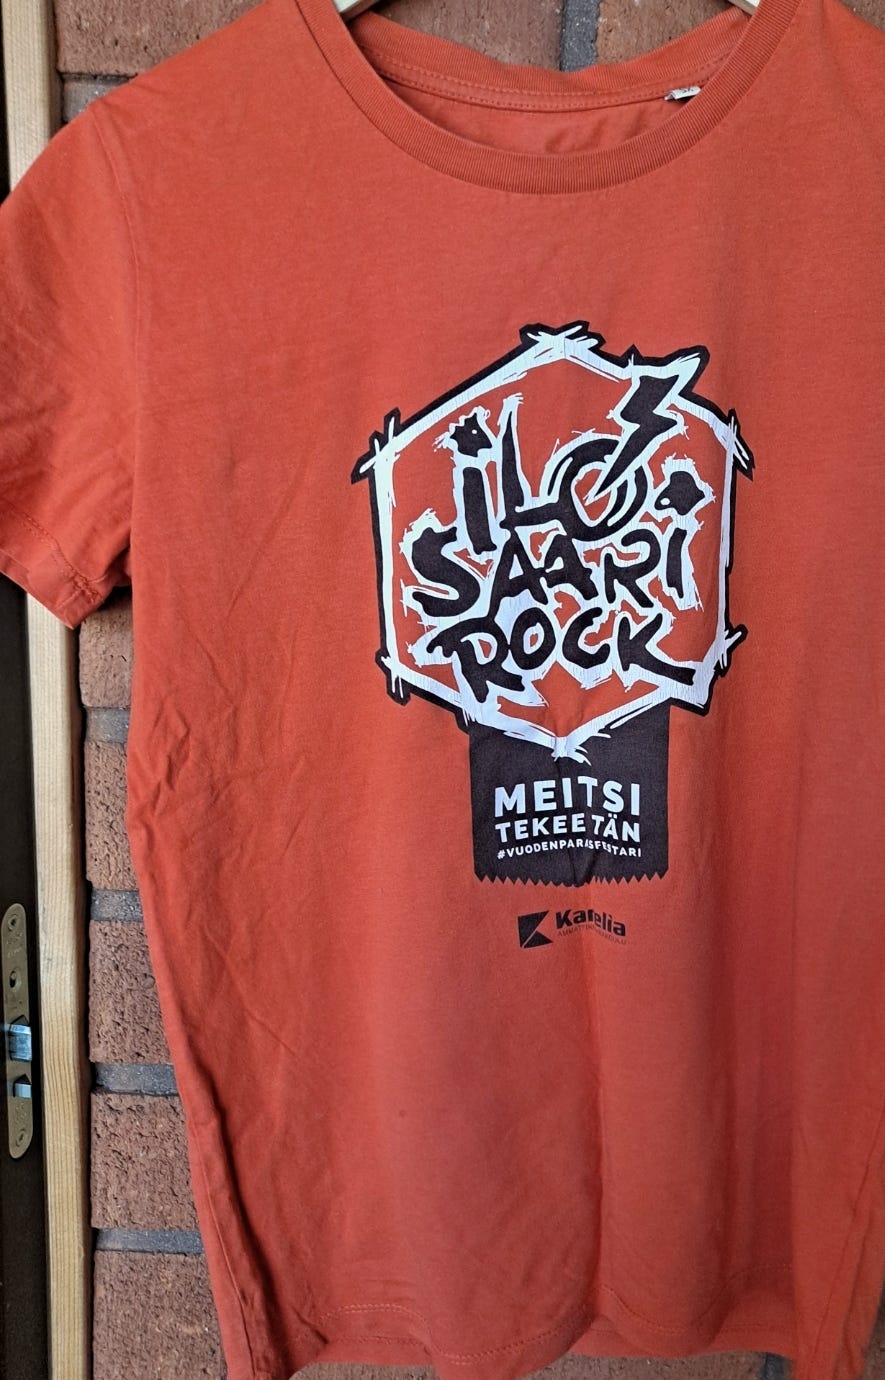 iLO
SAARi
ROCK
MEITSI
TEKEETÄN
#VUODENPARASFESTARI
Karelia